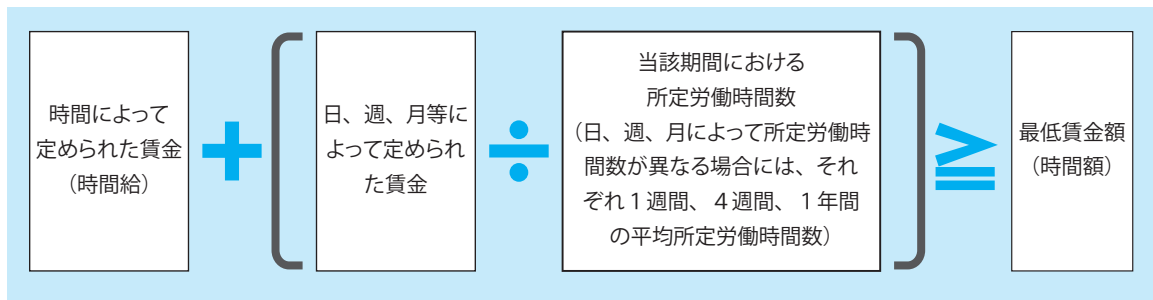 時間によって
定められた賃金
（時間給）
＋
日、週、月等に
よって定められ
た賃金
÷
当該期間における
所定労働時間数
（日、週、月によって所定労働時
間数が異なる場合には、それ
ぞれ１週間、４週間、１年間
の平均所定労働時間数）
≧
最低賃金額
（時間額）